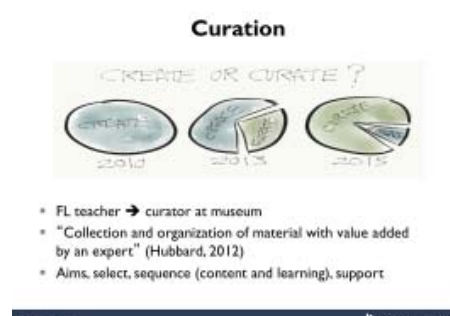 Curation
CREATE OR CURATE ?
CREATE
2010
2013
2015
• FL teacher ➔ curator at museum
• “Collection and organization of material with value added
by an expert” (Hubbard, 2012)
• Aims, select, sequence (content and learning), support